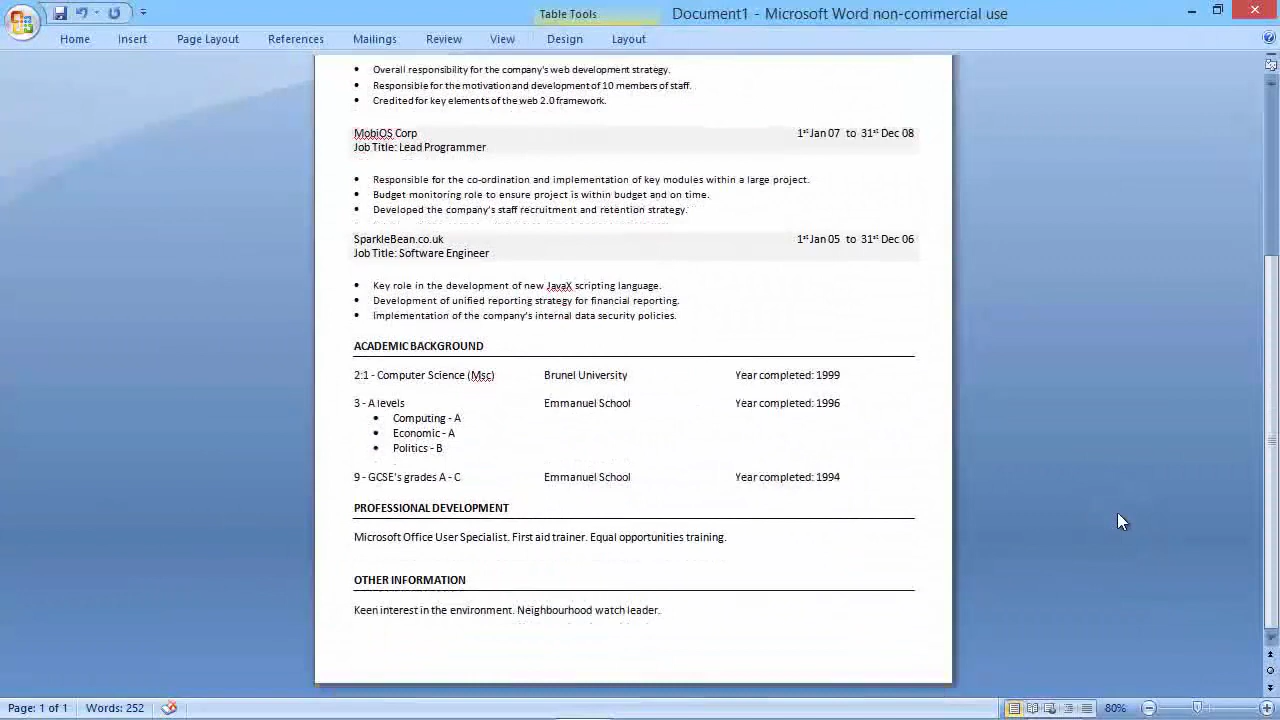 Table Tools
Document1 - Microsoft Word non-commercial use
Home Insert Page Layout References Mailings Review View Design Layout
• Overall responsibility for the company's web development strategy.
• Responsible for the motivation and development of 10 members of staff.
• Credited for key elements of the web 2.0 framework.
MobiOS Corp 1st Jan 07 to 31st Dec 08
Job Title: Lead Programmer
• Responsible for the co-ordination and implementation of key modules within a large project.
• Budget monitoring role to ensure project is within budget and on time.
• Developed the company's staff recruitment and retention strategy.
SparkleBean.co.uk 1st Jan 05 to 31st Dec 06
Job Title: Software Engineer
• Key role in the development of new JavaX scripting language.
• Development of unified reporting strategy for financial reporting.
• Implementation of the company's internal data security policies.
ACADEMIC BACKGROUND
2:1 - Computer Science (Msc) Brunel University Year completed: 1999
3 - A levels Emmanuel School Year completed: 1996
• Computing - A
• Economic - A
• Politics - B
9 - GCSE's grades A - C Emmanuel School Year completed: 1994
PROFESSIONAL DEVELOPMENT
Microsoft Office User Specialist. First aid trainer. Equal opportunities training.
OTHER INFORMATION
Keen interest in the environment. Neighbourhood watch leader.
Page: 1 of 1 Words: 252 80%